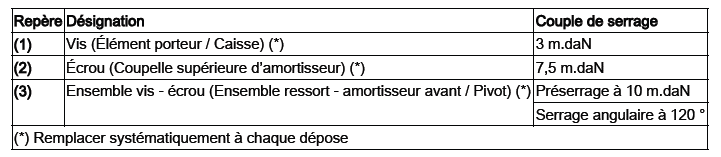 Repère Désignation Couple de serrage
(1) Vis (Élément porteur / Caisse) (*) 3 m.daN
(2) Écrou (Coupelle supérieure d'amortisseur) (*) 7,5 m.daN
(3) Ensemble vis - écrou (Ensemble ressort - amortisseur avant / Pivot) (*) Préserrage à 10 m.daN
Serrage angulaire à 120 °
(*) Remplacer systématiquement à chaque dépose